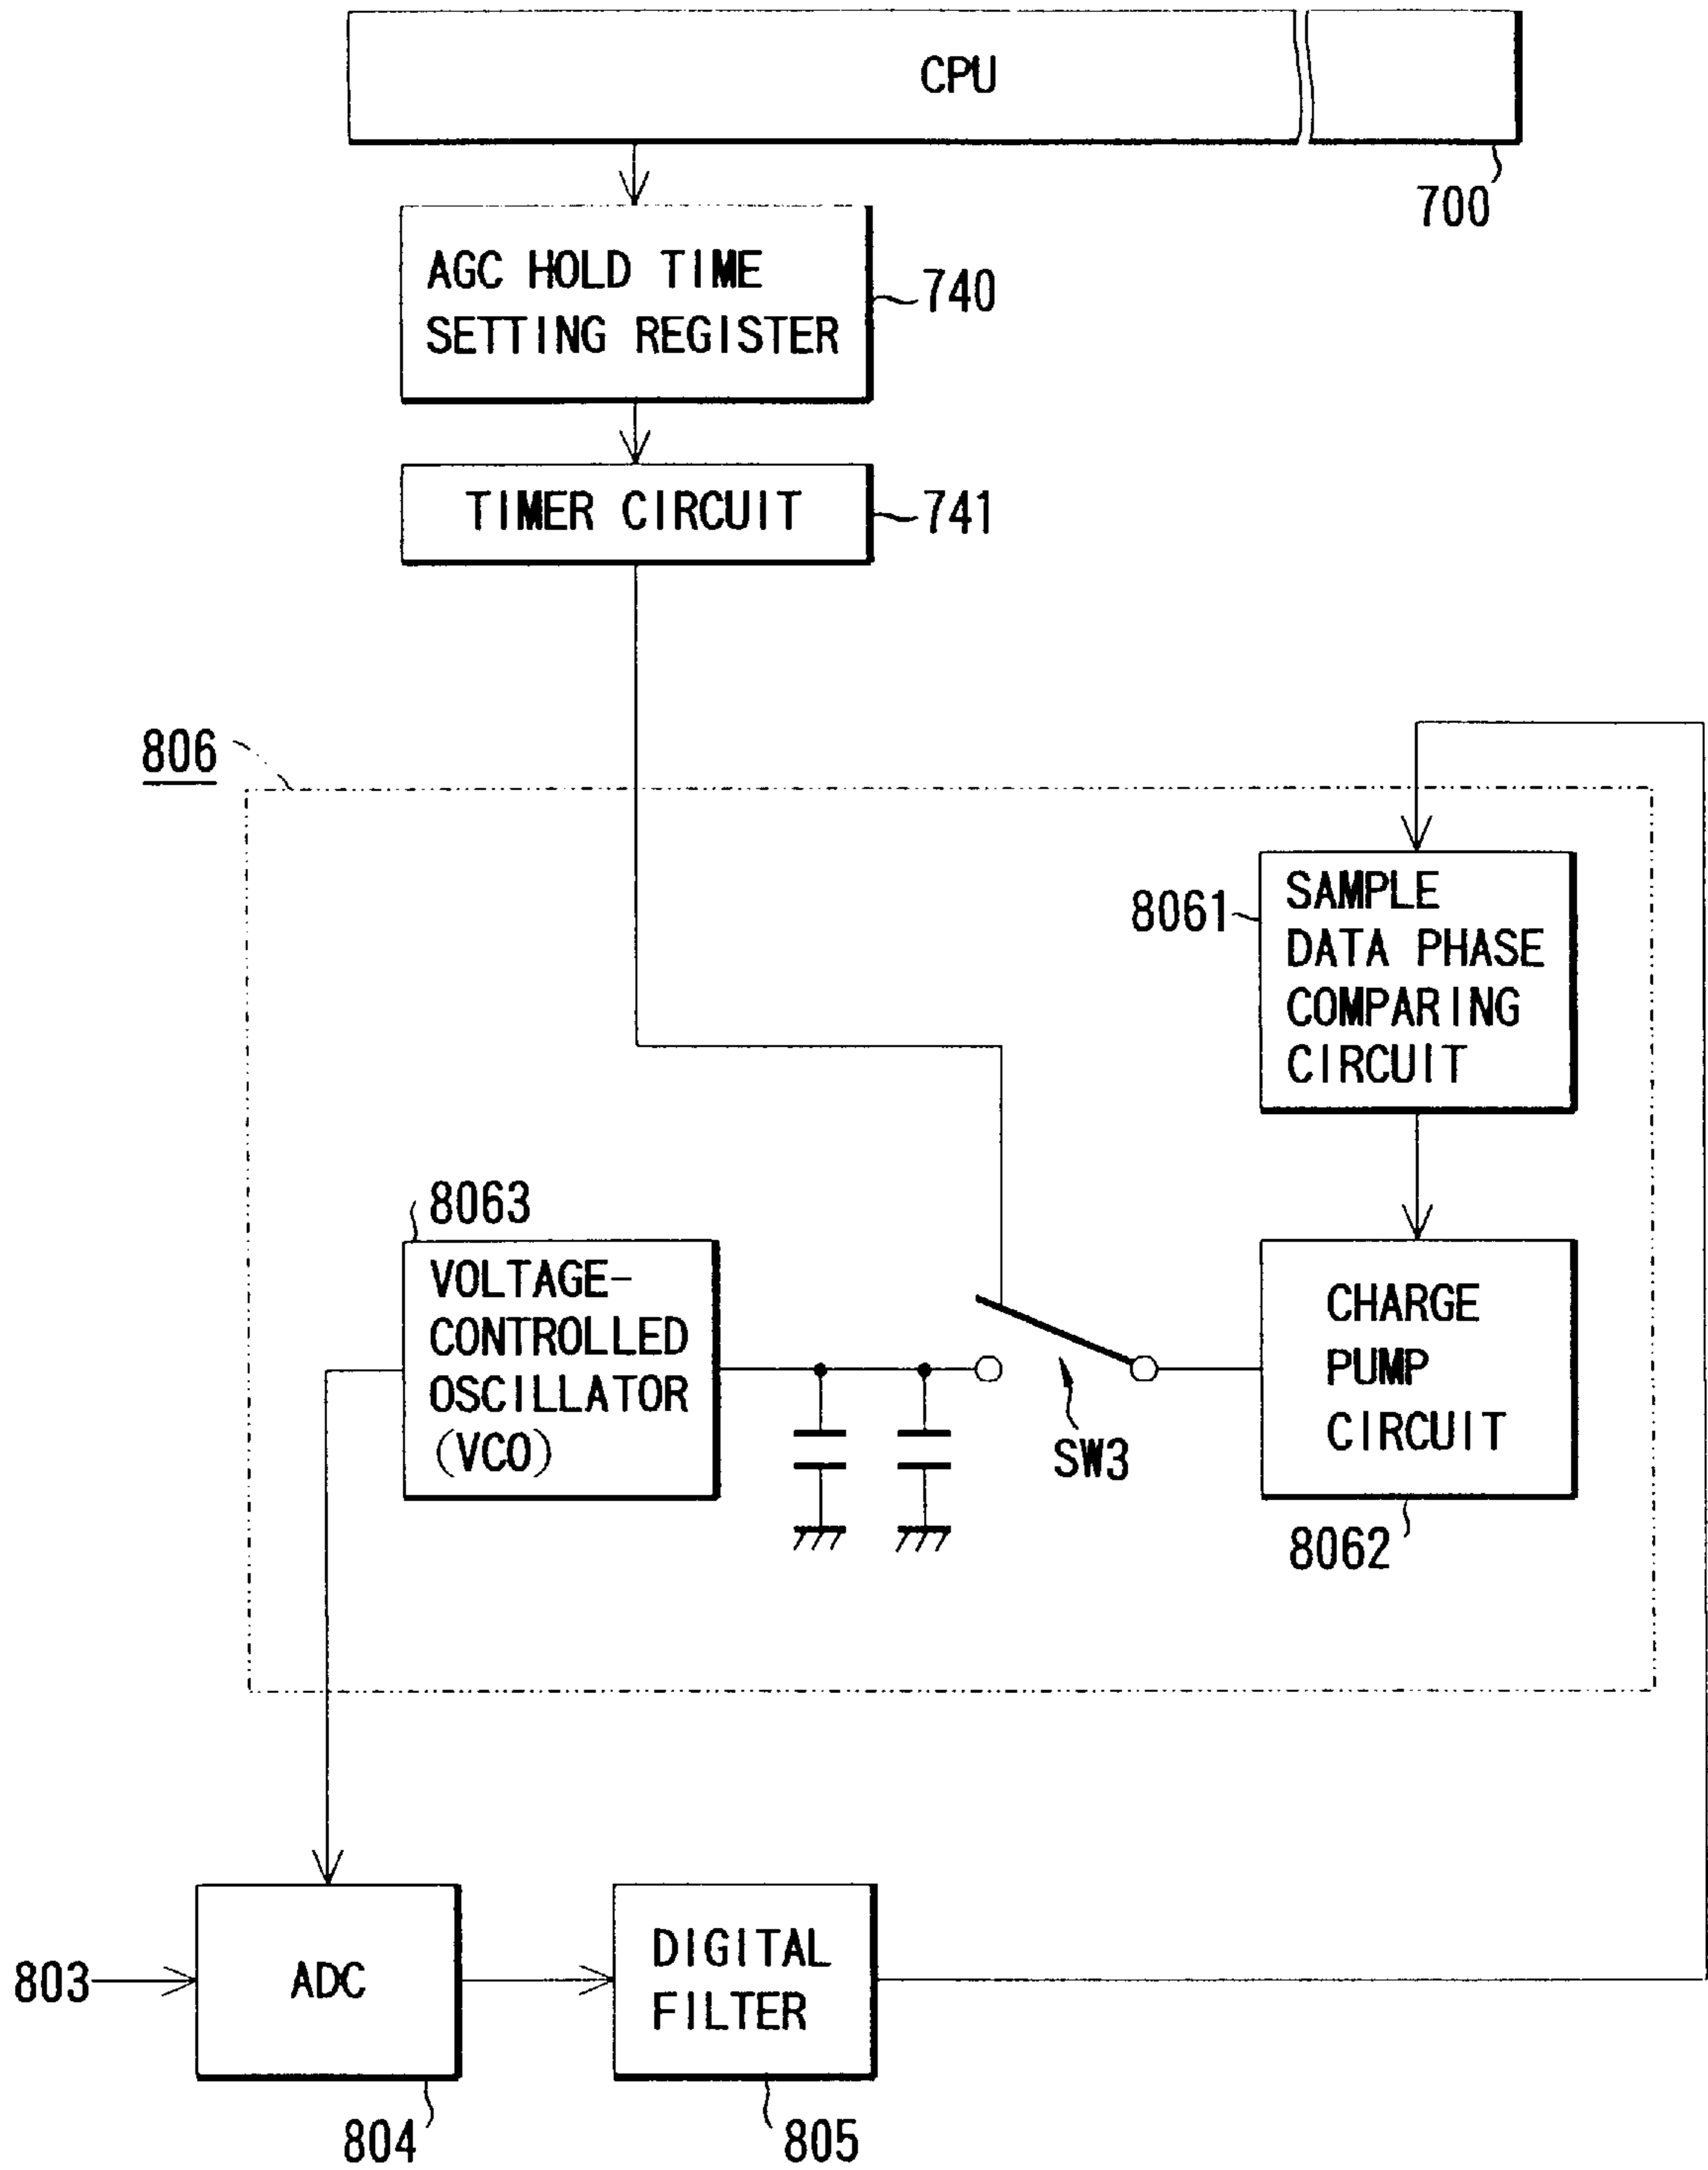 CPU
700
AGC HOLD TIME
SETTING REGISTER
740
TIMER CIRCUIT
741
806
8061
SAMPLE
DATA PHASE
COMPARING
CIRCUIT
8063
VOLTAGE-
CONTROLLED
OSCILLATOR
(VCO)
SW3
CHARGE
PUMP
CIRCUIT
8062
803
ADC
804
DIGITAL
FILTER
805